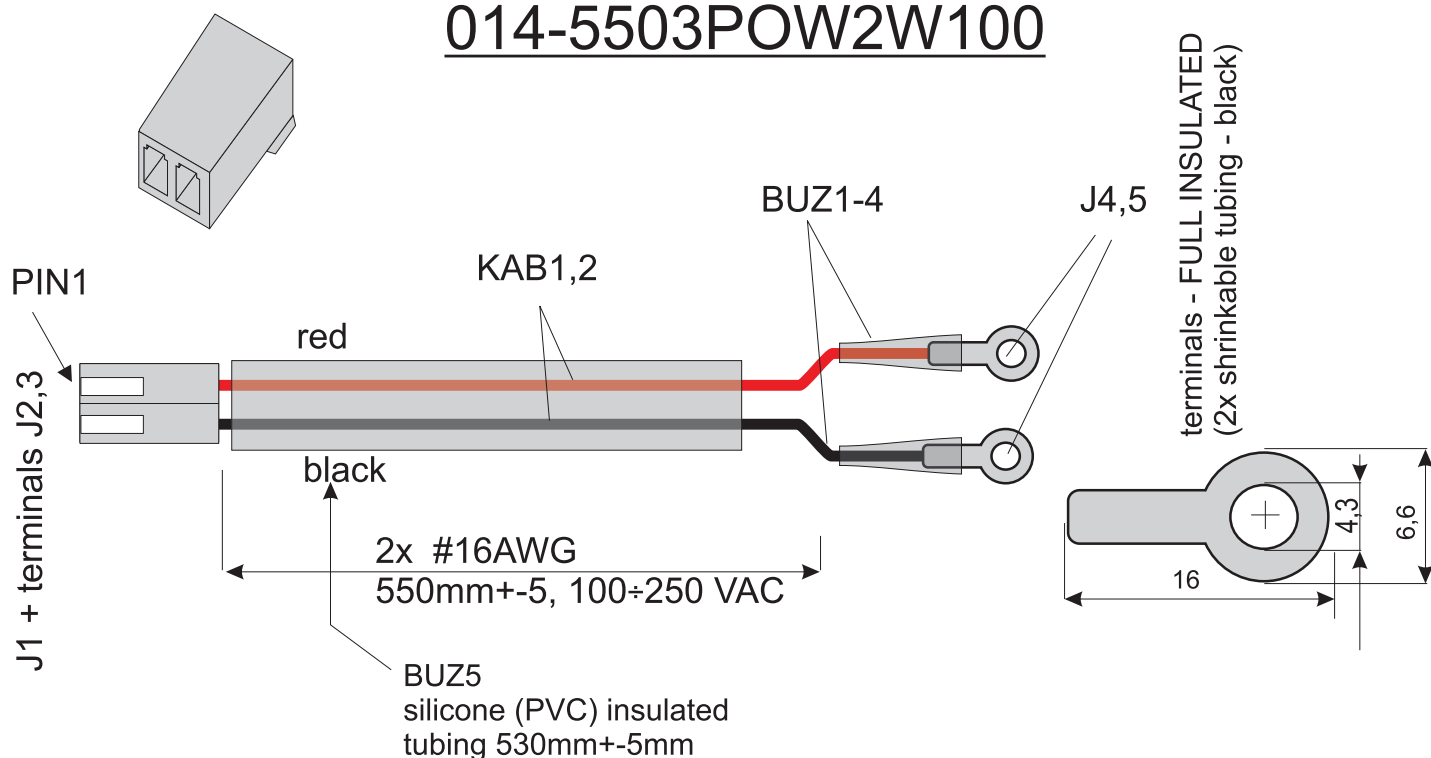 014-5503POW2W100
terminals - FULL INSULATED
(2x shrinkable tubing - black)
BUZ1-4
J4,5
KAB1,2
PIN1
red
J1 + terminals J2,3
black
4,3
6,6
2x #16AWG
550mm+-5, 100÷250 VAC
16
BUZ5
silicone (PVC) insulated
tubing 530mm+-5mm